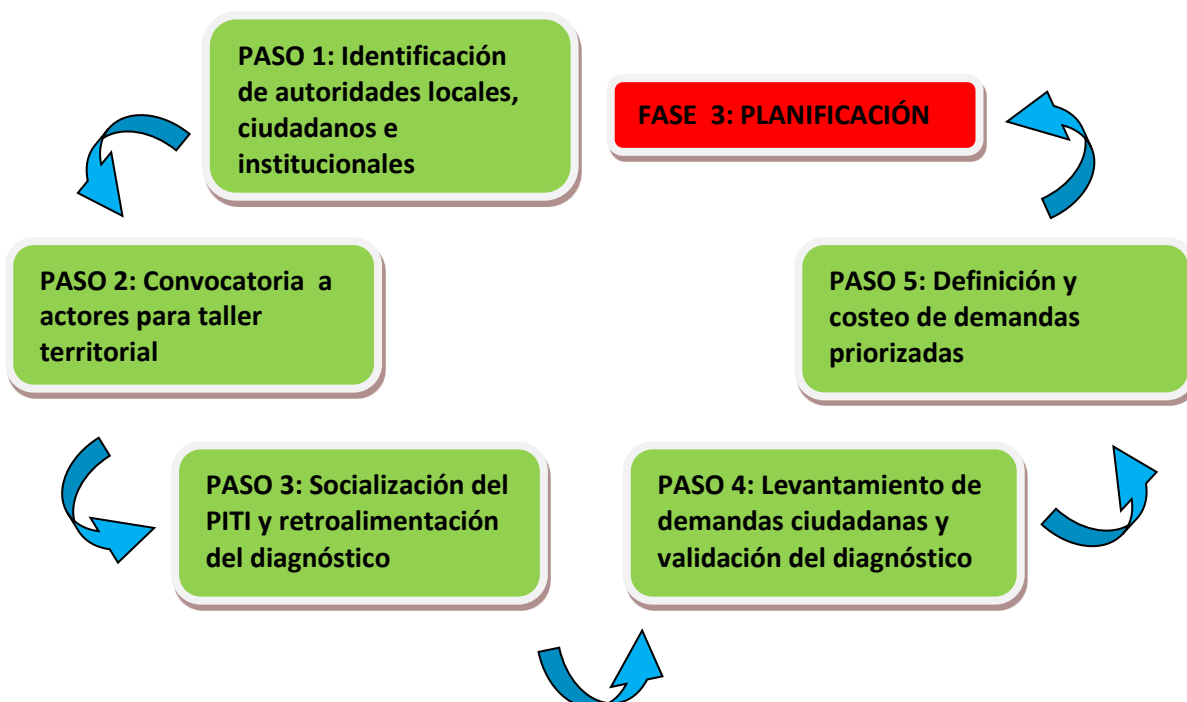 PASO 1: Identificación
de autoridades locales,
ciudadanos e
institucionales
FASE 3: PLANIFICACIÓN
PASO 2: Convocatoria a
actores para taller
territorial
PASO 5: Definición y
costeo de demandas
priorizadas
PASO 3: Socialización del
PITI y retroalimentación
del diagnóstico
PASO 4: Levantamiento de
demandas ciudadanas y
validación del diagnóstico